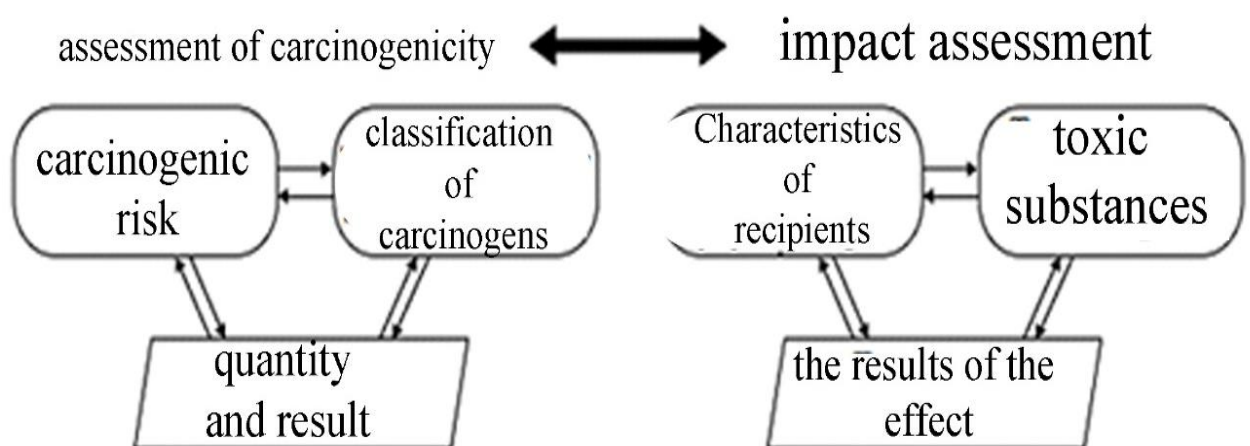 assessment of carcinogenicity
impact assessment
carcinogenic
risk
classification
of
carcinogens
Characteristics
of
recipients
toxic
substances
quantity
and result
the results of the
effect